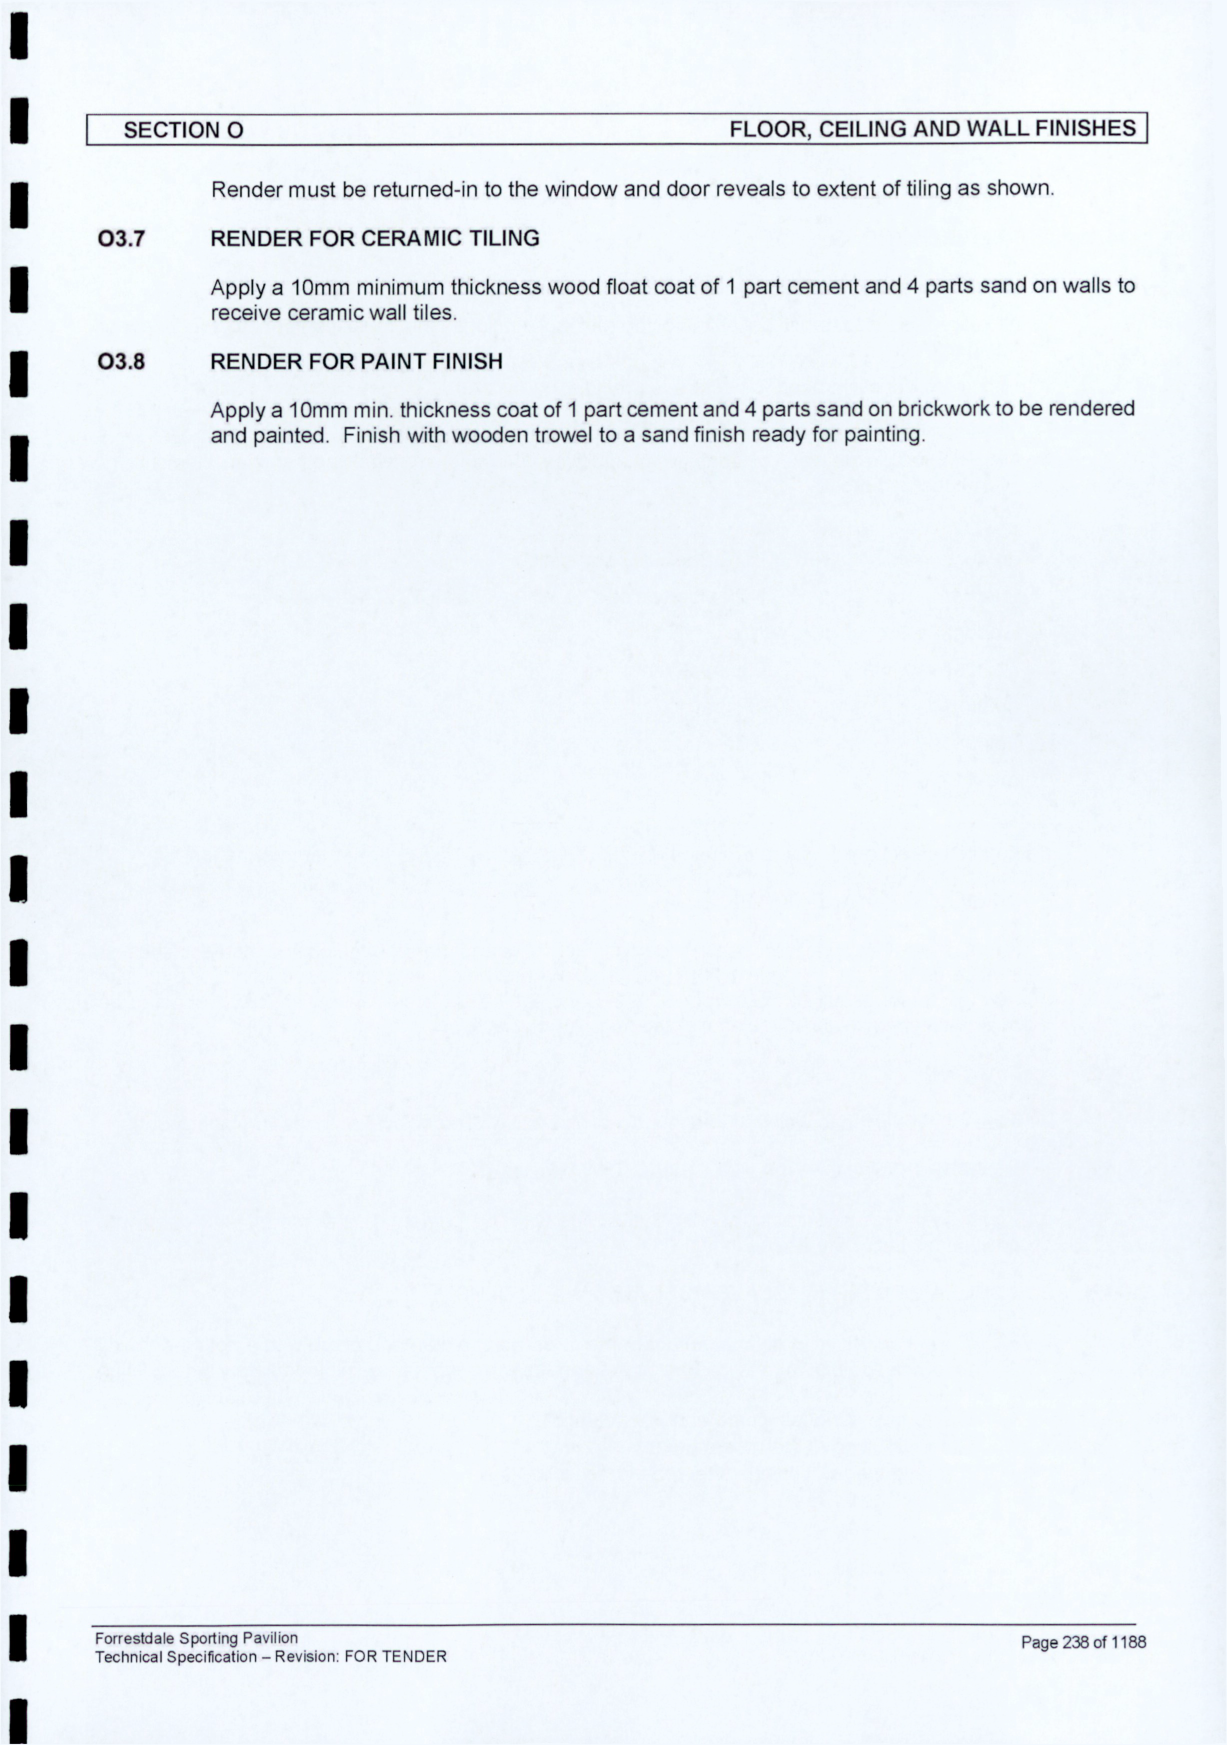 SECTION O FLOOR, CEILING AND WALL FINISHES
Render must be returned-in to the window and door reveals to extent of tiling as shown.
O3.7 RENDER FOR CERAMIC TILING
Apply a 10mm minimum thickness wood float coat of 1 part cement and 4 parts sand on walls to
receive ceramic wall tiles.
O3.8 RENDER FOR PAINT FINISH
Apply a 10mm min. thickness coat of 1 part cement and 4 parts sand on brickwork to be rendered
and painted.  Finish with wooden trowel to a sand finish ready for painting.
Forrestdale Sporting Pavilion
Technical Specification – Revision: FOR TENDER
Page 238 of 1188